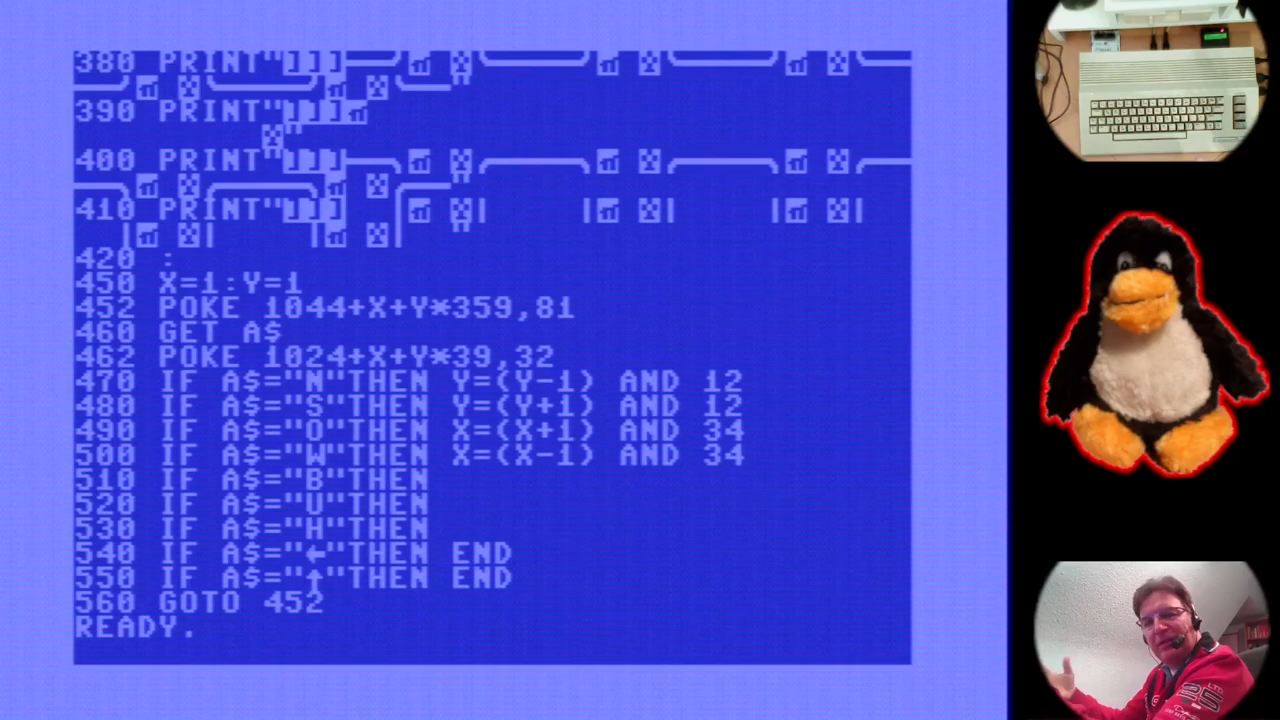 380 PRINT"]]]
"
390 PRINT"]]]
"
400 PRINT"]]]
"
410 PRINT"]]]
420 :
450 X=1:Y=1
452 POKE 1044+X+Y*359,81
460 GET A$
462 POKE 1024+X+Y*39,32
470 IF A$="N"THEN Y=(Y-1) AND 12
480 IF A$="S"THEN Y=(Y+1) AND 12
490 IF A$="O"THEN X=(X+1) AND 34
500 IF A$="W"THEN X=(X-1) AND 34
510 IF A$="B"THEN
520 IF A$="U"THEN
530 IF A$="H"THEN
540 IF A$="←"THEN END
550 IF A$="↑"THEN END
560 GOTO 452
READY.